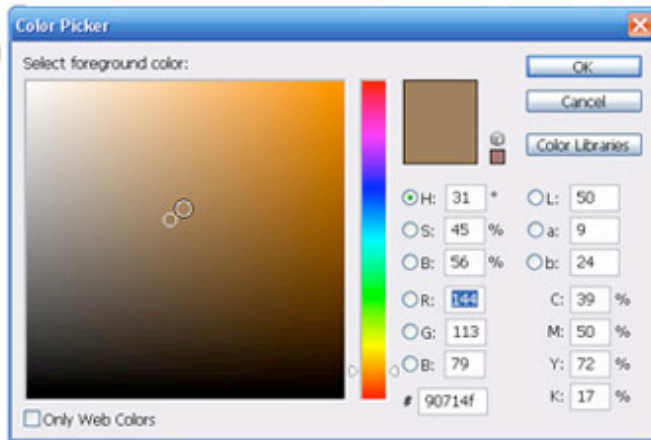 Color Picker
Select foreground color:
OK
Cancel
Color Libraries
H: 31 °
L: 50
S: 45 %
a: 9
B: 56 %
b: 24
R: 144
C: 39 %
G: 113
M: 50 %
B: 79
Y: 72 %
# 90714f
K: 17 %
Only Web Colors